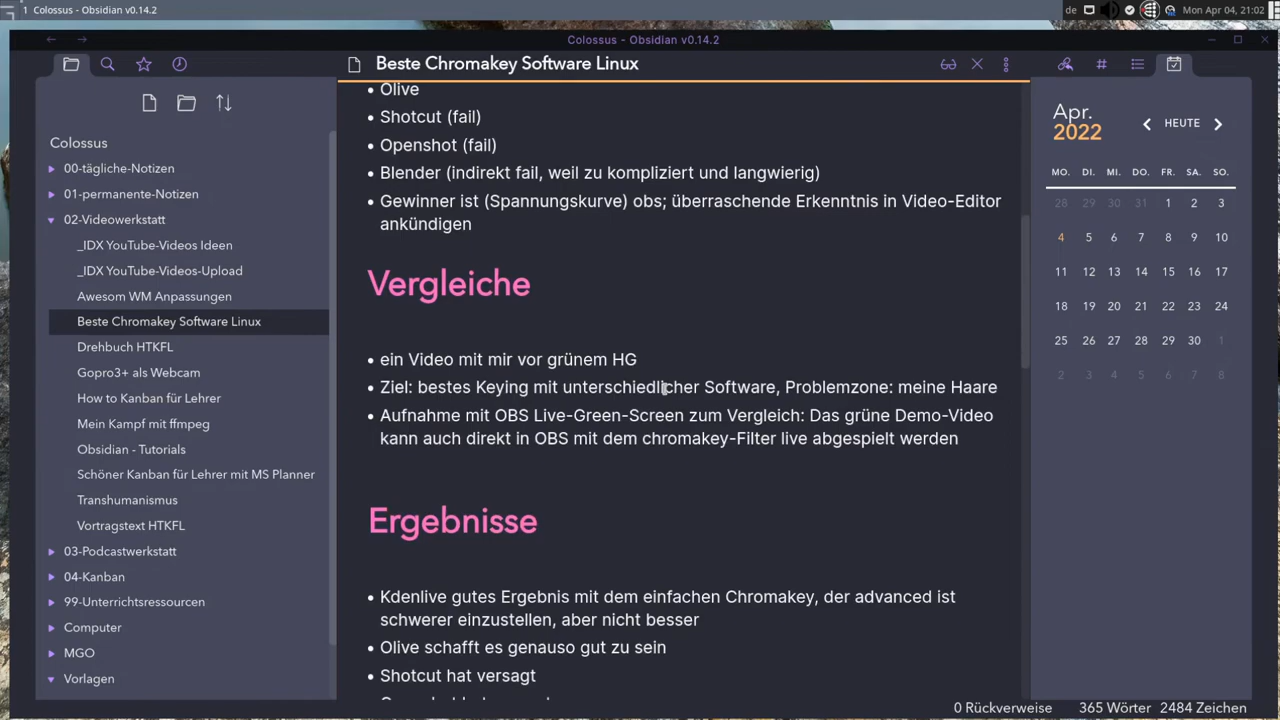 1 Colossus - Obsidian v0.14.2
de
Mon Apr 04, 21:02
Colossus - Obsidian v0.14.2
Beste Chromakey Software Linux
Colossus
00-tägliche-Notizen
01-permanente-Notizen
02-Videowerkstatt
_IDX YouTube-Videos Ideen
_IDX YouTube-Videos-Upload
Awesom WM Anpassungen
Beste Chromakey Software Linux
Drehbuch HTKFL
Gopro3+ als Webcam
How to Kanban for Lehrer
Mein Kampf mit ffmpeg
Obsidian - Tutorials
Schöner Kanban für Lehrer mit MS Planner
Transhumanismus
Vortragstext HTKFL
03-Podcastwerkstatt
04-Kanban
99-Unterrichtsressourcen
Computer
MGO
Vorlagen
• Olive
• Shotcut (fail)
• Openshot (fail)
• Blender (indirekt fail, weil zu kompliziert und langwierig)
• Gewinner ist (Spannungskurve) obs; überraschende Erkenntnis in Video-Editor
ankündigen
Vergleiche
• ein Video mit mir vor grünem HG
• Ziel: bestes Keying mit unterschiedlicher Software, Problemzone: meine Haare
• Aufnahme mit OBS Live-Green-Screen zum Vergleich: Das grüne Demo-Video
kann auch direkt in OBS mit dem chromakey-Filter live abgespielt werden
Ergebnisse
• Kdenlive gutes Ergebnis mit dem einfachen Chromakey, der advanced ist
schwerer einzustellen, aber nicht besser
• Olive schafft es genauso gut zu sein
• Shotcut hat versagt
Apr.
2022
HEUTE
MO. DI. MI. DO. FR. SA. SO.
28 29 30 31 1 2 3
4 5 6 7 8 9 10
11 12 13 14 15 16 17
18 19 20 21 22 23 24
25 26 27 28 29 30 1
2 3 4 5 6 7 8
0 Rückverweise 365 Wörter 2484 Zeichen